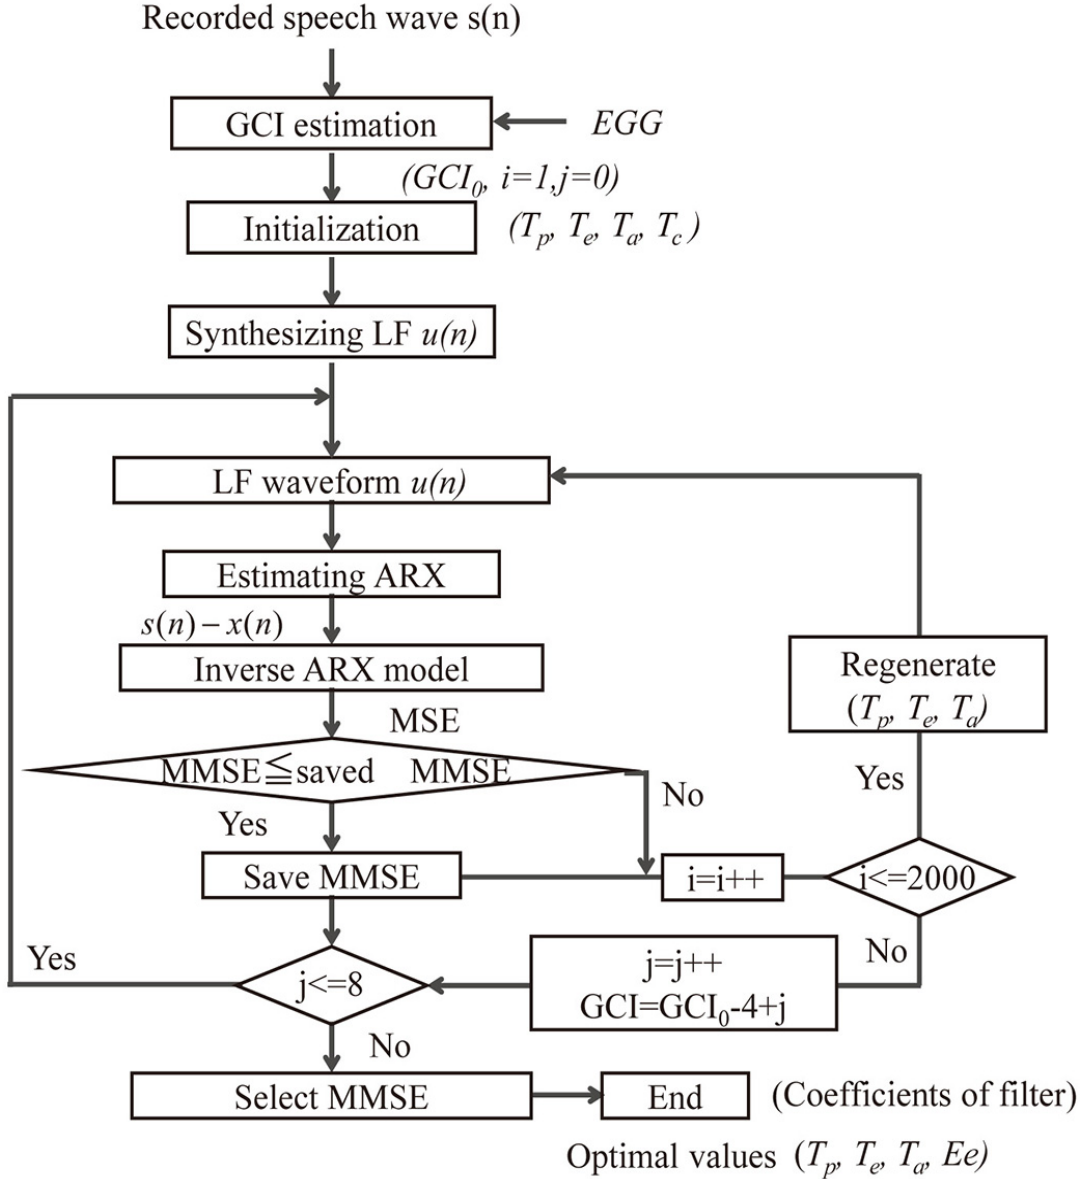 Recorded speech wave s(n)
GCI estimation
EGG
(GCI₀, i=1,j=0)
Initialization
(Tp, Te, Ta, Tc)
Synthesizing LF u(n)
LF waveform u(n)
Estimating ARX
s(n) – x(n)
Inverse ARX model
Regenerate
(Tp, Te, Ta)
MSE
MMSE≦saved MMSE
No
Yes
Yes
Save MMSE
i=i++
i<=2000
Yes
j<=8
j=j++
GCI=GCI₀-4+j
No
No
Select MMSE
End
(Coefficients of filter)
Optimal values (Tp, Te, Ta, Ee)